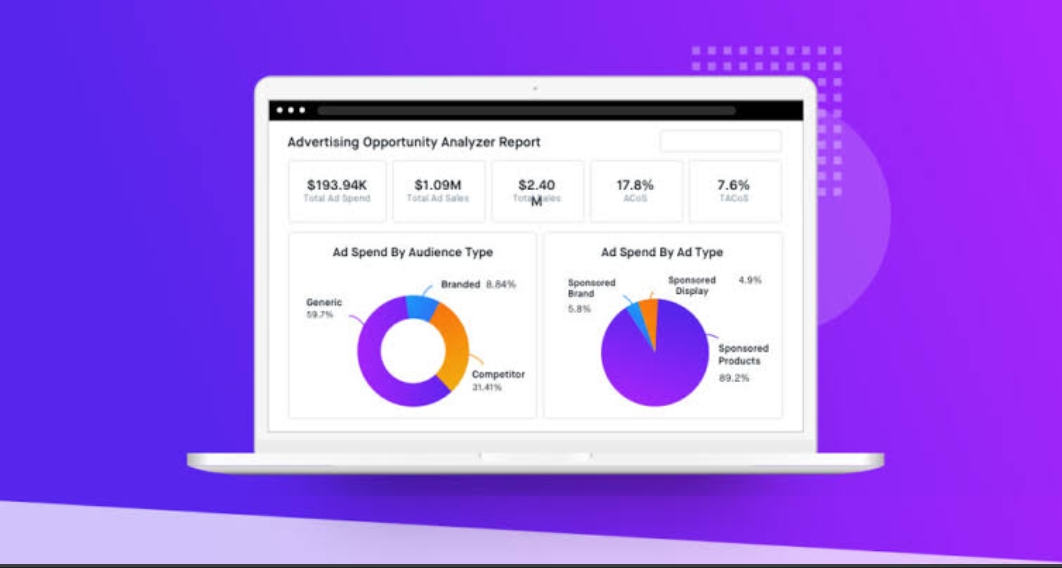 Advertising Opportunity Analyzer Report
$193.94K
Total Ad Spend
$1.09M
Total Ad Sales
$2.40
M
Total Sales
17.8%
ACoS
7.6%
TACoS
Ad Spend By Audience Type
Branded 8.84%
Generic
59.7%
Competitor
31.41%
Ad Spend By Ad Type
Sponsored
Brand
5.8%
Sponsored
Display
4.9%
Sponsored
Products
89.2%